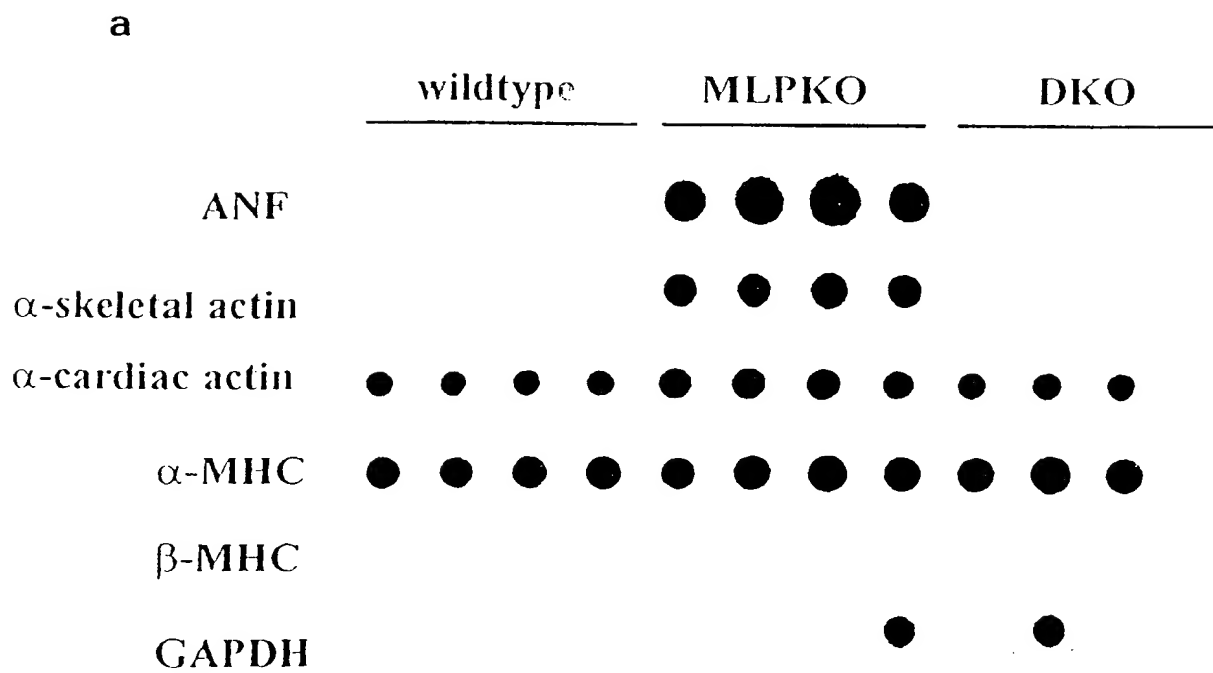 a
wildtype MLPKO DKO
ANF
α-skeletal actin
α-cardiac actin
α-MHC
β-MHC
GAPDH